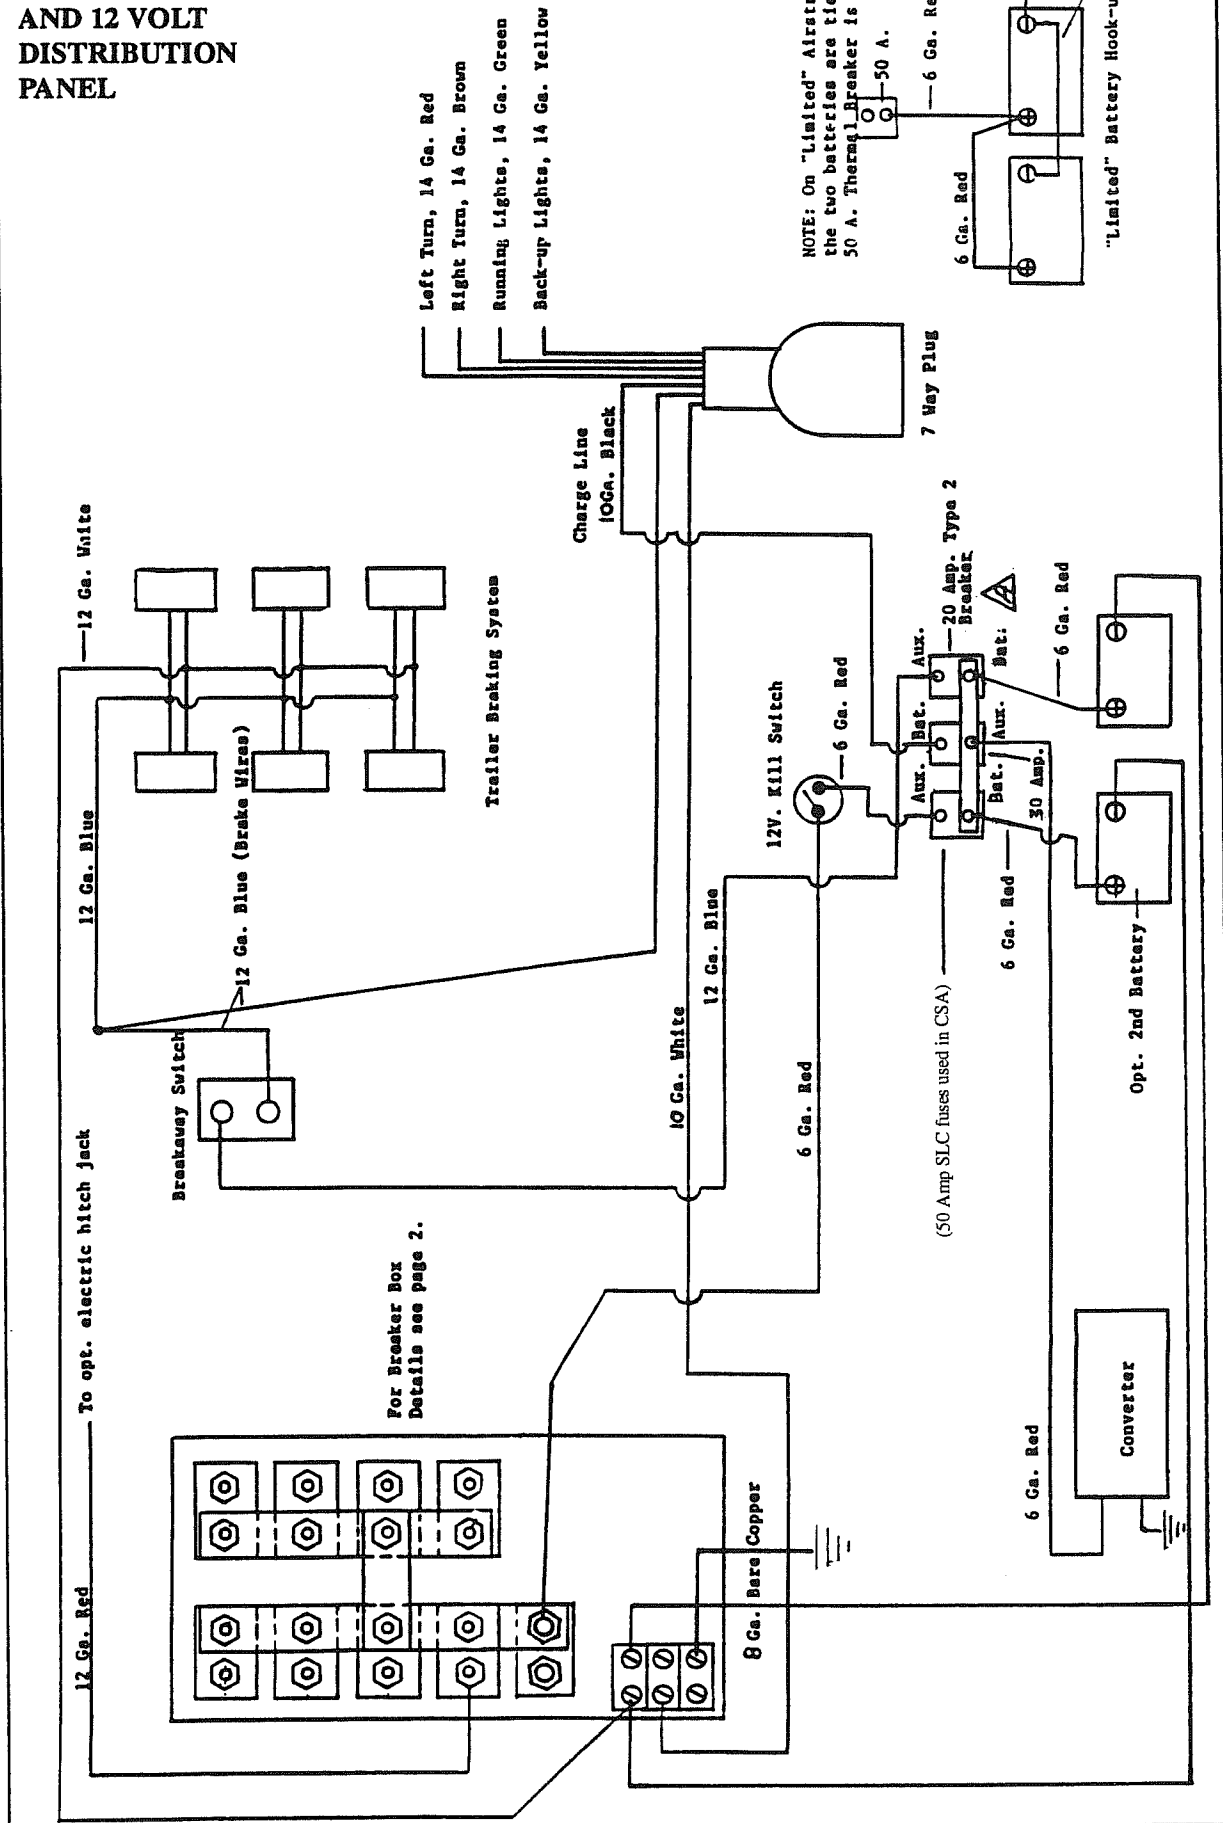 AND 12 VOLT
DISTRIBUTION
PANEL
Left Turn, 14 Ga. Red
Right Turn, 14 Ga. Brown
Running Lights, 14 Ga. Green
Back-up Lights, 14 Ga. Yellow
NOTE: On "Limited" Airstr
the two batteries are tie
50 A. Thermal Breaker is
50 A.
6 Ga. Re
6 Ga. Red
"Limited" Battery Hook-u
7 Way Plug
Charge Line
10Ga. Black
12 Ga. White
Trailer Braking System
12 Ga. Blue
12 Ga. Blue (Brake Wires)
Breakaway Switch
To opt. electric hitch jack
12 Ga. Red
For Breaker Box
Details see page 2.
10 Ga. White
12 Ga. Blue
6 Ga. Red
12V. Kill Switch
6 Ga. Red
Aux.
Bat.
Aux.
20 Amp. Type 2
Breaker
Bat.
Aux.
Bat.
30 Amp.
6 Ga. Red
6 Ga. Red
(50 Amp SLC fuses used in CSA)
Opt. 2nd Battery
6 Ga. Red
Converter
8 Ga. Bare Copper